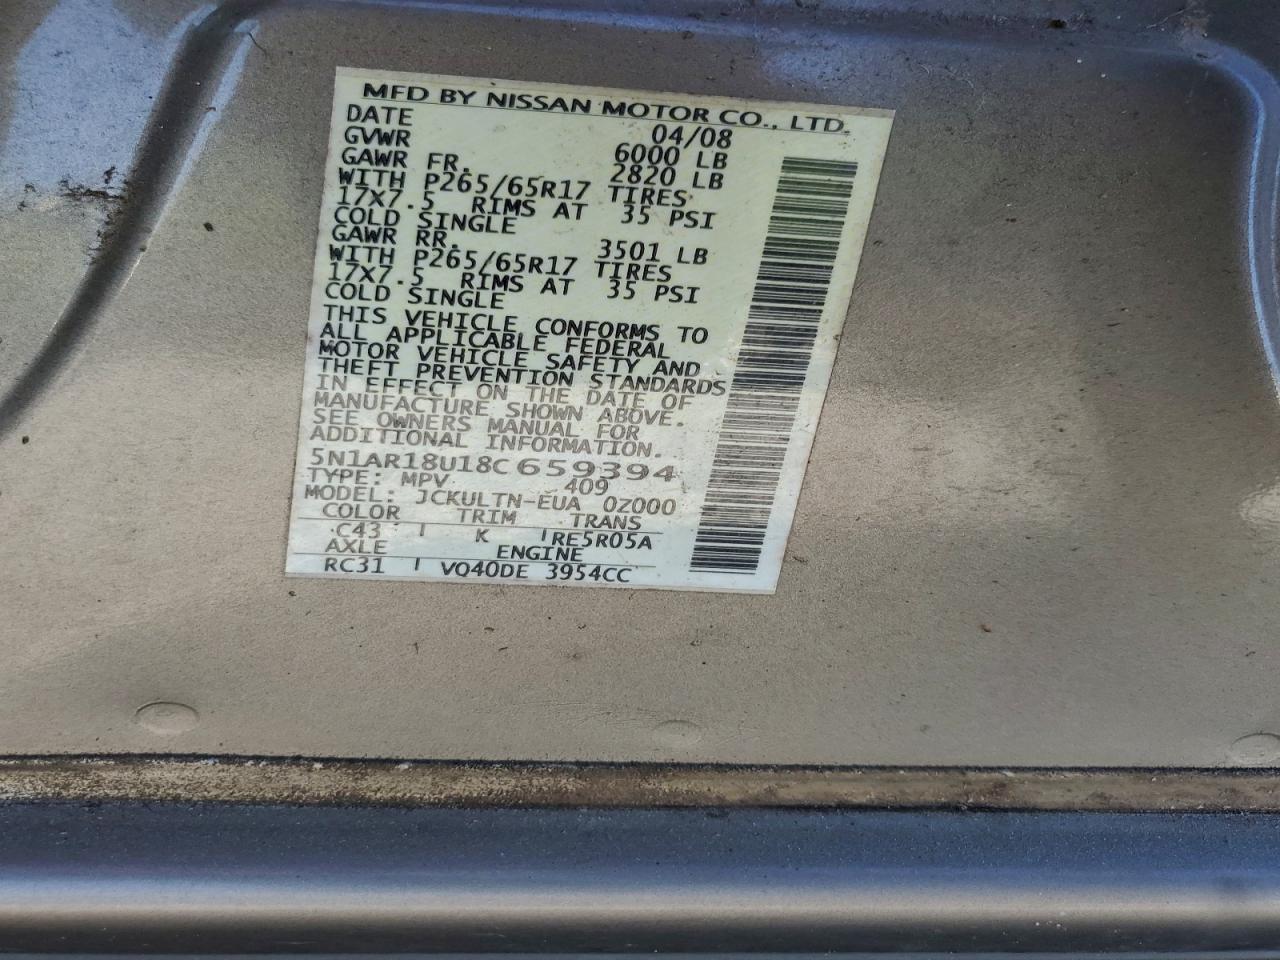 MFD BY NISSAN MOTOR CO., LTD.
DATE 04/08
GVWR 6000 LB
GAWR FR. 2820 LB
WITH P265/65R17 TIRES
17X7.5 RIMS AT 35 PSI
COLD SINGLE
GAWR RR. 3501 LB
WITH P265/65R17 TIRES
17X7.5 RIMS AT 35 PSI
COLD SINGLE
THIS VEHICLE CONFORMS TO
ALL APPLICABLE FEDERAL
MOTOR VEHICLE SAFETY AND
THEFT PREVENTION STANDARDS
IN EFFECT ON THE DATE OF
MANUFACTURE SHOWN ABOVE.
SEE OWNERS MANUAL FOR
ADDITIONAL INFORMATION.
5N1AR18U18C659394
TYPE: MPV 409
MODEL: JCKULTN-EUA 0Z000
COLOR TRIM TRANS
C43 K RE5R05A
AXLE ENGINE
RC31 VQ40DE 3954CC